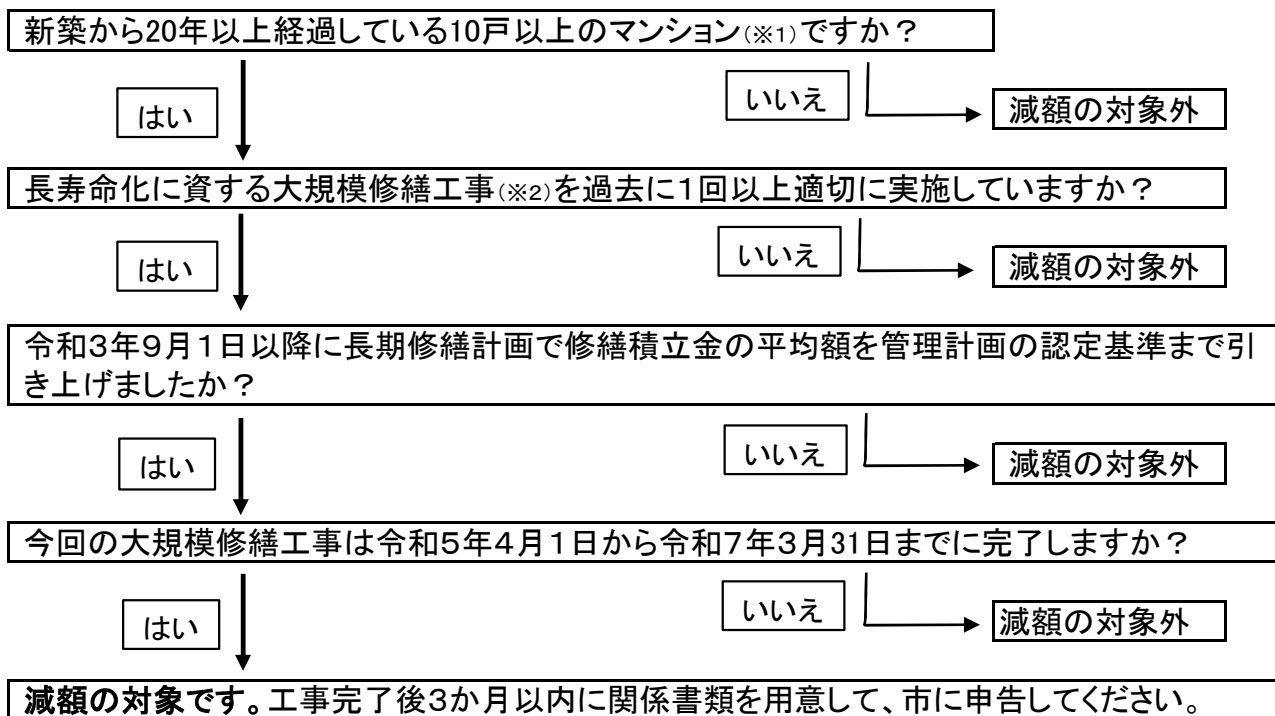 新築から20年以上経過している10戸以上のマンション(※1)ですか？
はい
いいえ
減額の対象外
長寿命化に資する大規模修繕工事(※2)を過去に１回以上適切に実施していますか？
はい
いいえ
減額の対象外
令和３年９月１日以降に長期修繕計画で修繕積立金の平均額を管理計画の認定基準まで引
き上げましたか？
はい
いいえ
減額の対象外
今回の大規模修繕工事は令和５年４月１日から令和７年３月31日までに完了しますか？
はい
いいえ
減額の対象外
減額の対象です。工事完了後３か月以内に関係書類を用意して、市に申告してください。